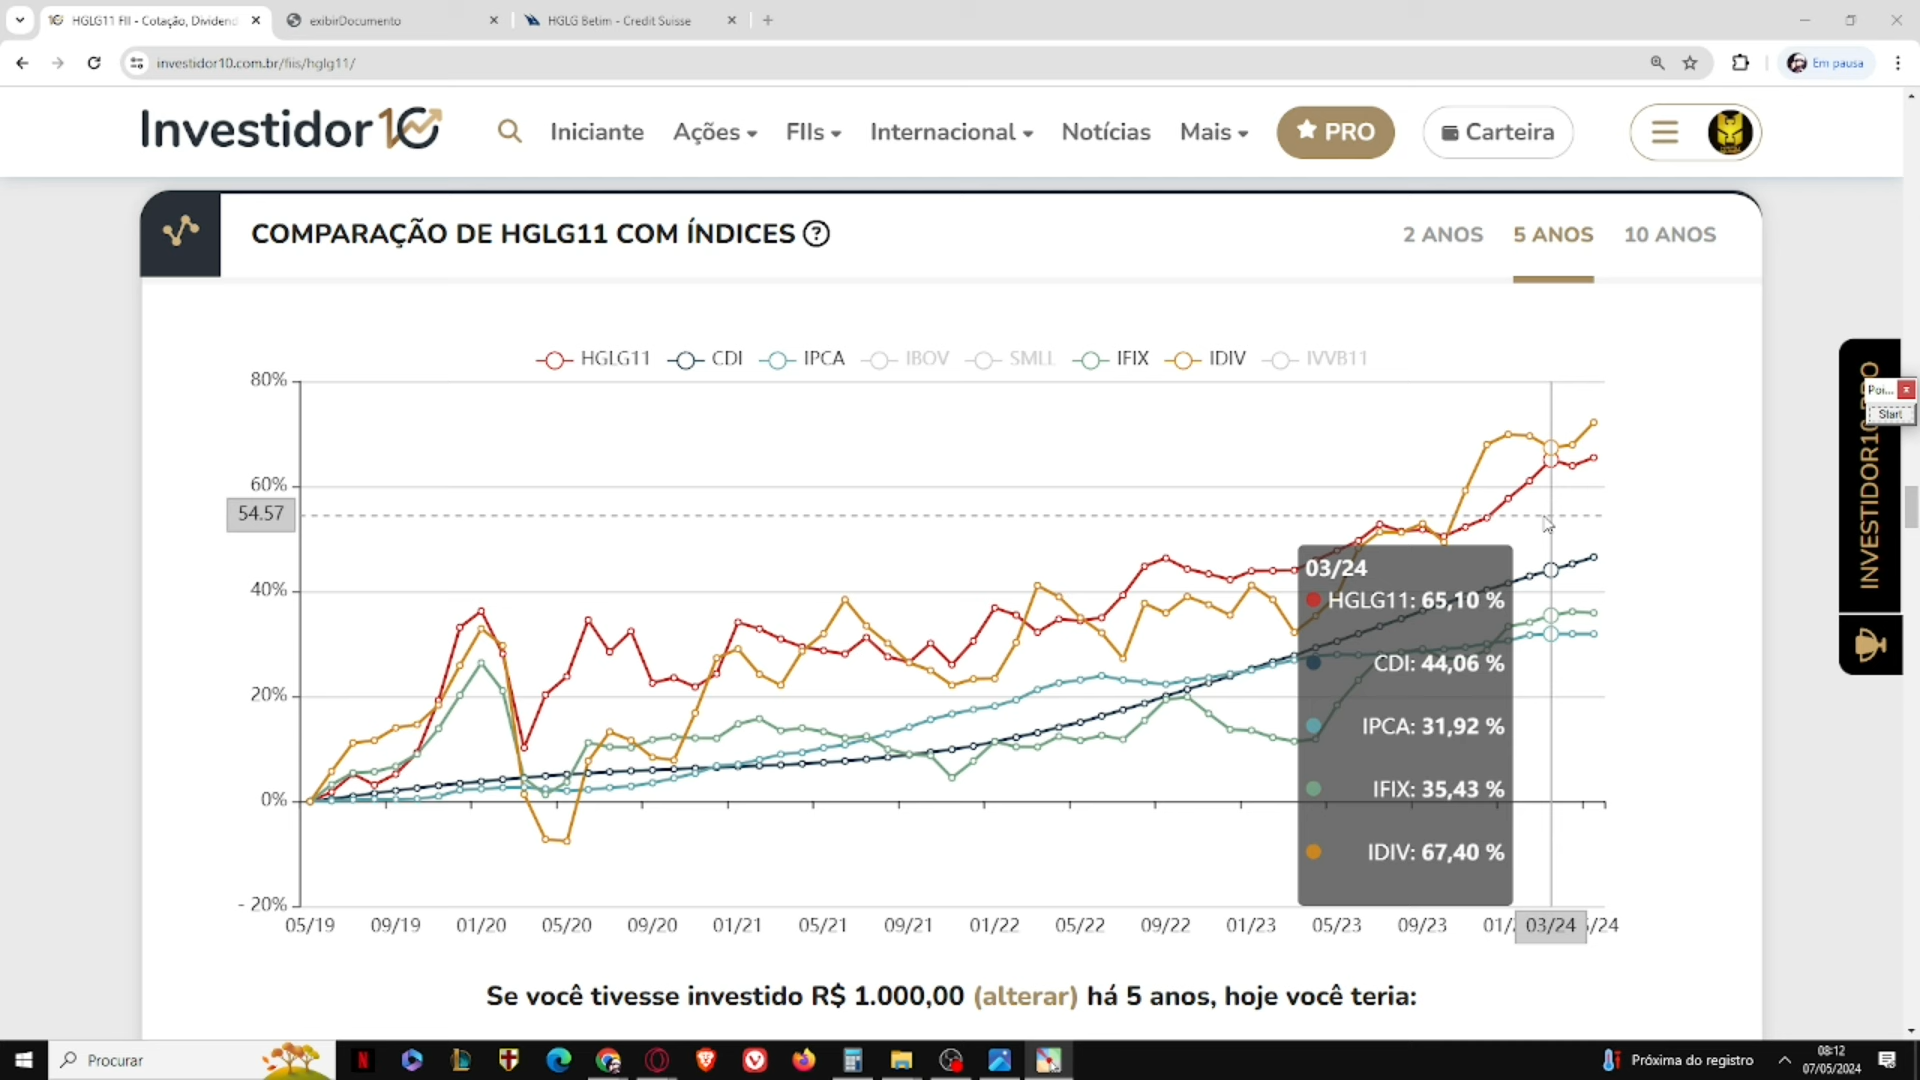 HGLG11 FII - Cotação, Dividend
exibirDocumento
HGLG Betim - Credit Suisse
investidor10.com.br/fiis/hglg11/
Em pausa
Investidor10
Iniciante
Ações
FIIs
Internacional
Notícias
Mais
PRO
Carteira
COMPARAÇÃO DE HGLG11 COM ÍNDICES
2 ANOS
5 ANOS
10 ANOS
HGLG11
CDI
IPCA
IBOV
SMLL
IFIX
IDIV
IVVB11
80%
60%
54.57
40%
20%
0%
- 20%
03/24
HGLG11: 65,10 %
CDI: 44,06 %
IPCA: 31,92 %
IFIX: 35,43 %
IDIV: 67,40 %
05/19
09/19
01/20
05/20
09/20
01/21
05/21
09/21
01/22
05/22
09/22
01/23
05/23
09/23
01/
03/24
/24
Se você tivesse investido R$ 1.000,00 (alterar) há 5 anos, hoje você teria:
Poi...
Start
Procurar
Próxima do registro
08:12
07/05/2024